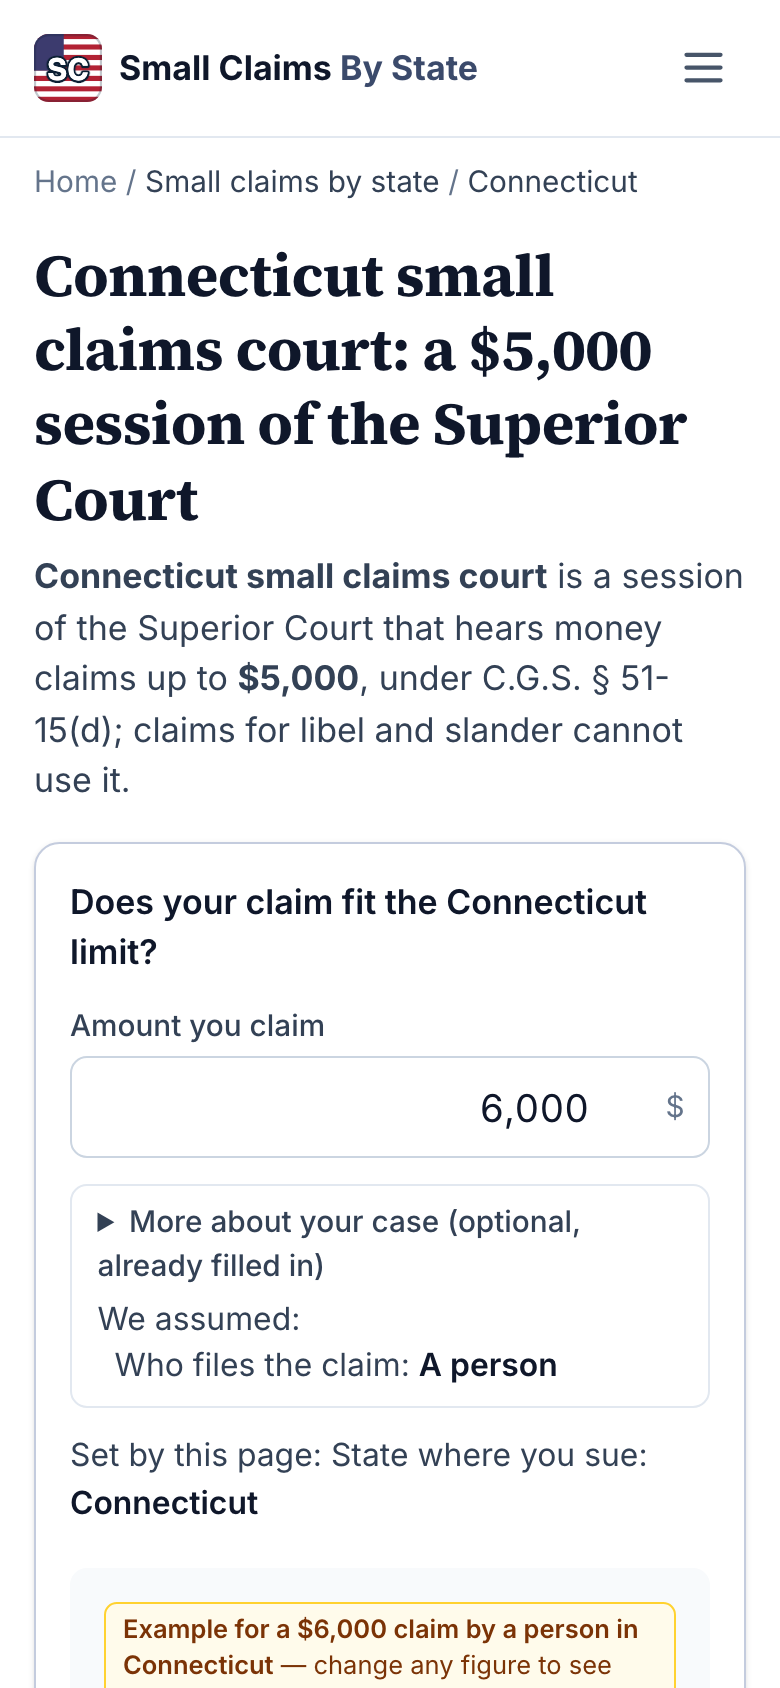 SC
Small Claims By State
Home / Small claims by state / Connecticut
Connecticut small
claims court: a $5,000
session of the Superior
Court
Connecticut small claims court is a session
of the Superior Court that hears money
claims up to $5,000, under C.G.S. § 51-
15(d); claims for libel and slander cannot
use it.
Does your claim fit the Connecticut
limit?
Amount you claim
6,000 $
▶ More about your case (optional,
already filled in)
We assumed:
Who files the claim: A person
Set by this page: State where you sue:
Connecticut
Example for a $6,000 claim by a person in
Connecticut — change any figure to see